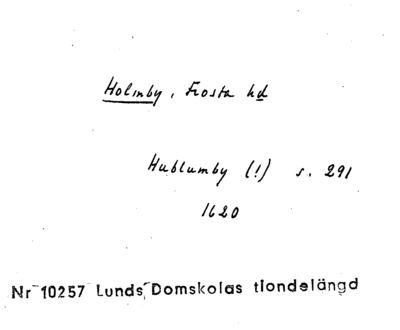 Holmby, Frosta hd
Hublumby (!) s. 291
1620
Nr 10257 Lunds Domskolas tiondelängd